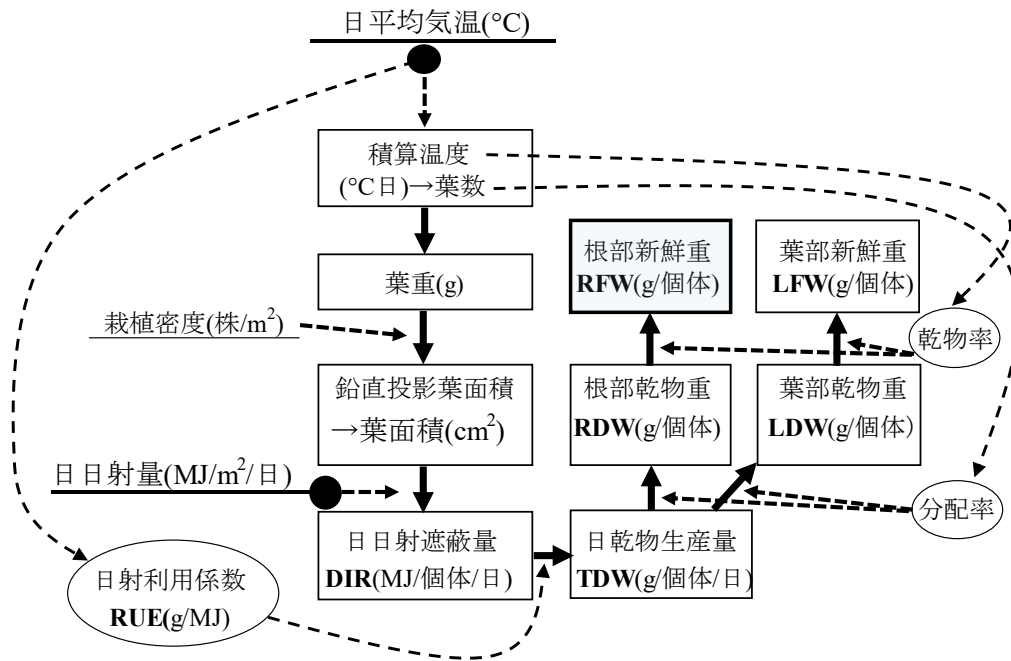 日平均気温(°C)
積算温度
(°C日)→葉数
葉重(g)
根部新鮮重
RFW(g/個体)
葉部新鮮重
LFW(g/個体)
栽植密度(株/m²)
乾物率
鉛直投影葉面積
→葉面積(cm²)
根部乾物重
RDW(g/個体)
葉部乾物重
LDW(g/個体)
日日射量(MJ/m²/日)
分配率
日日射遮蔽量
DIR(MJ/個体/日)
日乾物生産量
TDW(g/個体/日)
日射利用係数
RUE(g/MJ)